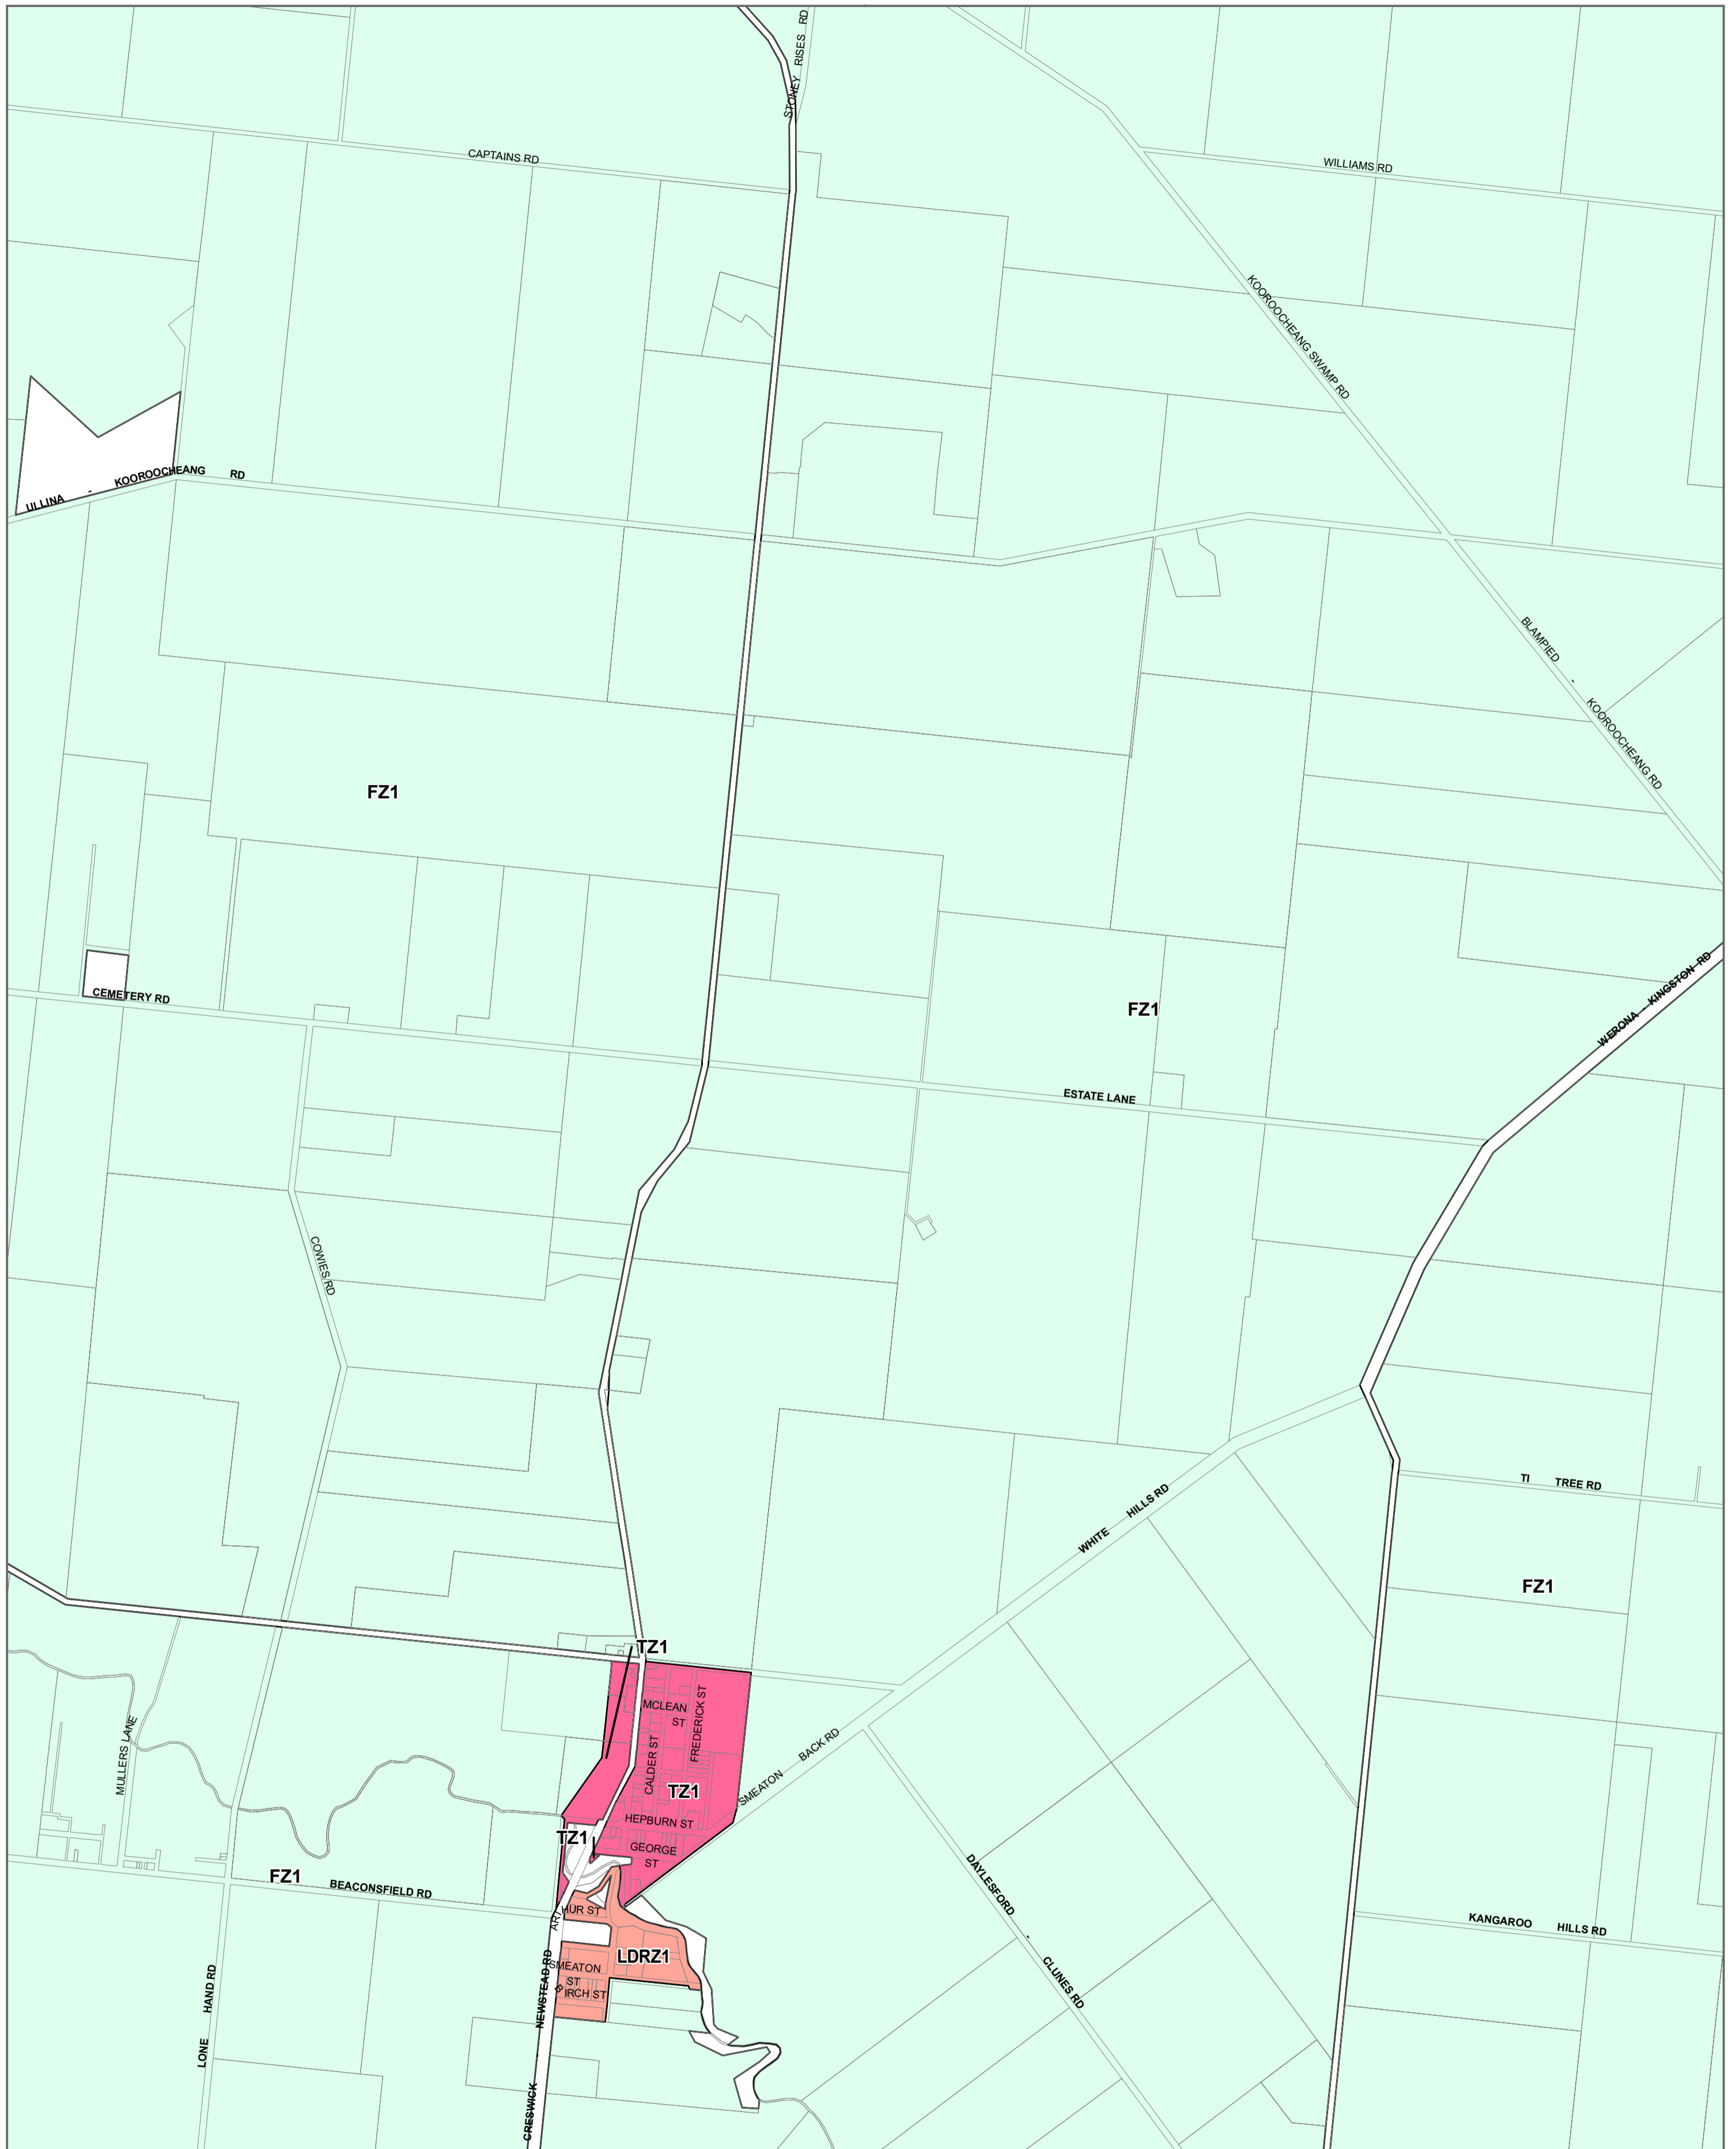 STONEY RISES RD
CAPTAINS RD
WILLIAMS RD
KOOROOCHEANG SWAMP RD
ULLINA - KOOROOCHEANG RD
BLAMPIED - KOOROOCHEANG RD
FZ1
CEMETERY RD
FZ1
WERONA - KINGSTON RD
ESTATE LANE
COWIES RD
TI TREE RD
WHITE HILLS RD
FZ1
TZ1
MCLEAN
ST
FREDERICK ST
CALDER ST
MULLERS LANE
SMEATON BACK RD
TZ1
HEPBURN ST
TZ1
GEORGE
ST
FZ1
BEACONSFIELD RD
DAYLESFORD - CLUNES RD
ARTHUR ST
KANGAROO HILLS RD
LDRZ1
SMEATON
ST
BIRCH ST
LONE HAND RD
CRESWICK - NEWSTEAD RD